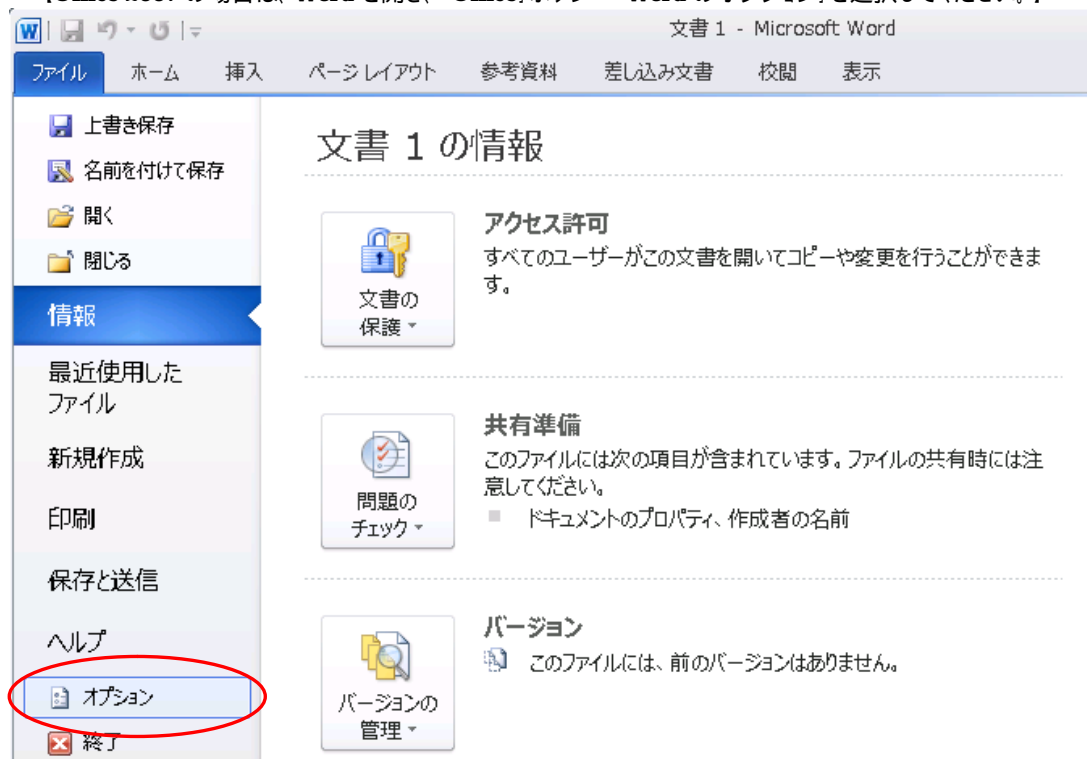 文書 1 - Microsoft Word
ファイル ホーム 挿入 ページ レイアウト 参考資料 差し込み文書 校閲 表示
上書き保存
名前を付けて保存
開く
閉じる
情報
最近使用した
ファイル
新規作成
印刷
保存と送信
ヘルプ
オプション
終了
文書 1 の情報
文書の
保護
アクセス許可
すべてのユーザーがこの文書を開いてコピーや変更を行うことができま
す。
問題の
チェック
共有準備
このファイルには次の項目が含まれています。ファイルの共有時には注
意してください。
ドキュメントのプロパティ、作成者の名前
バージョンの
管理
バージョン
このファイルには、前のバージョンはありません。